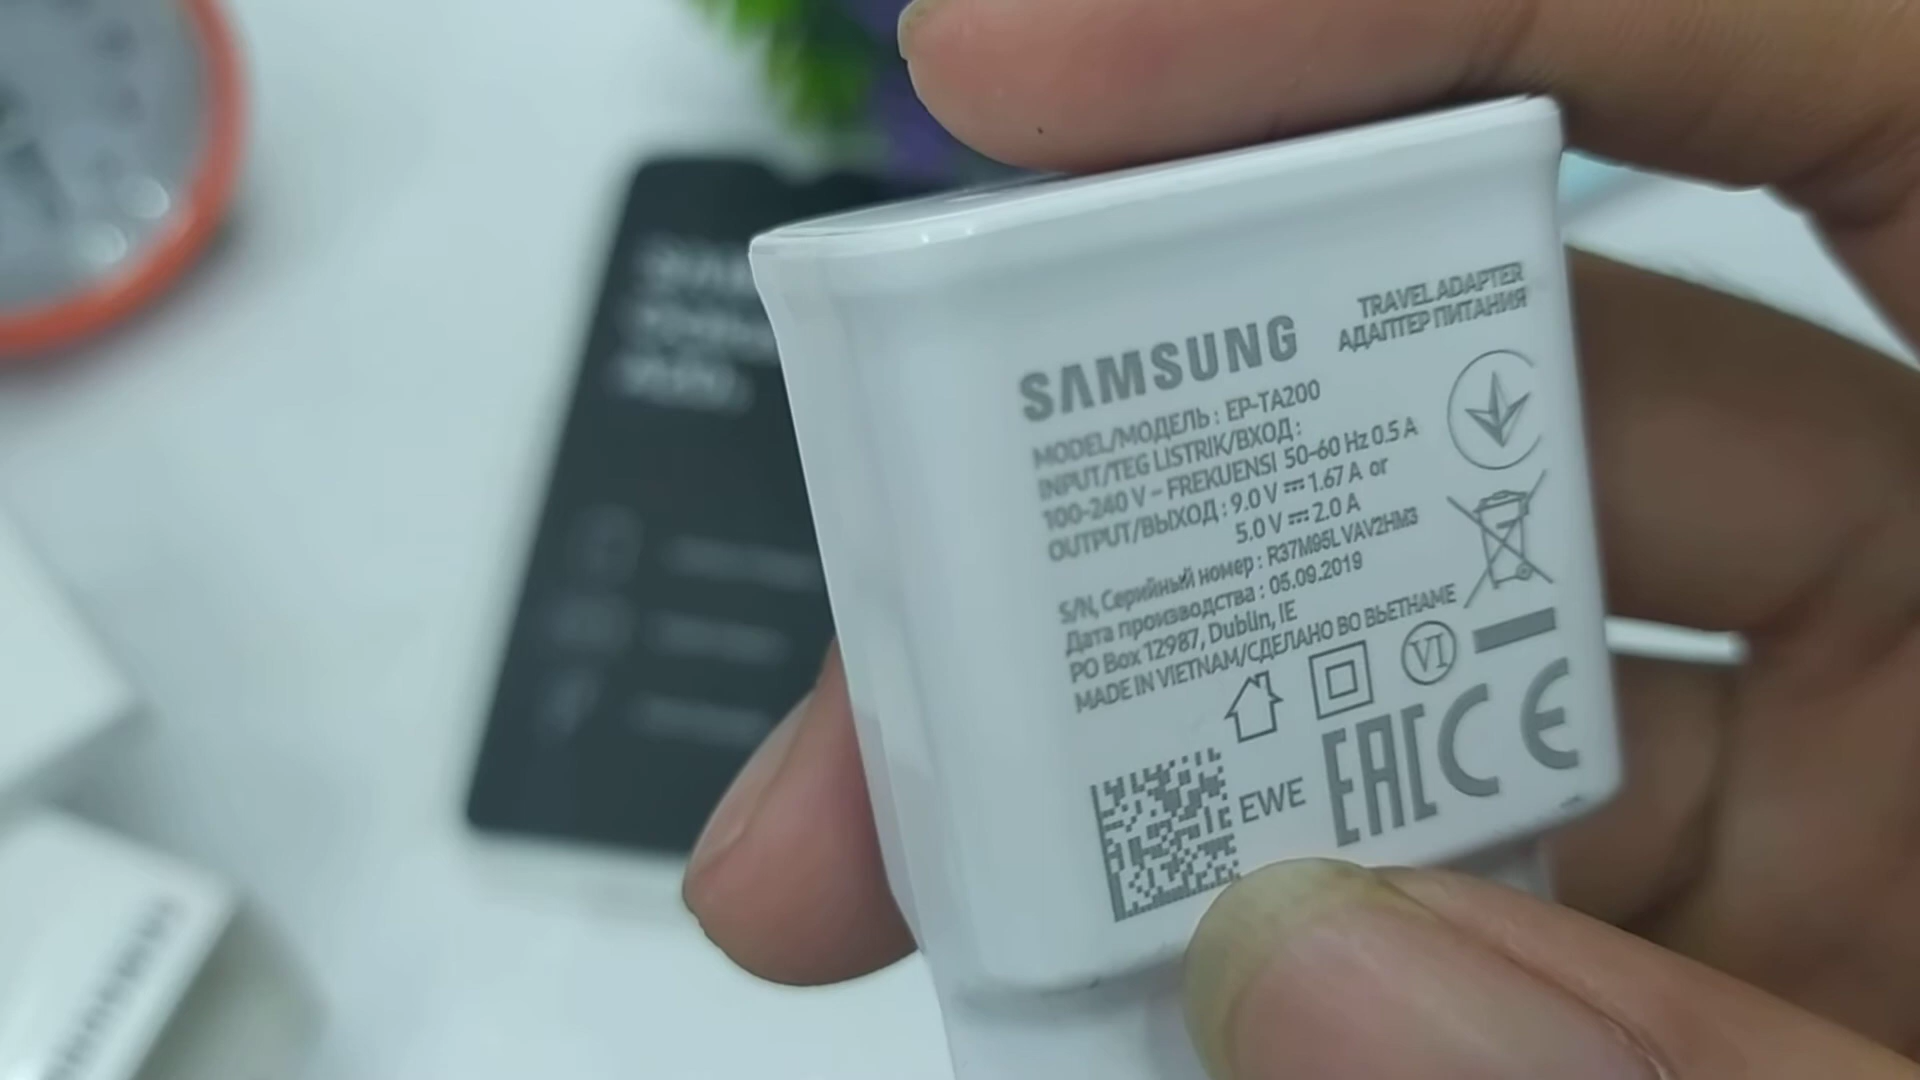 TRAVEL ADAPTER
АДАПТЕР ПИТАНИЯ
SAMSUNG
MODEL/МОДЕЛЬ : EP-TA200
INPUT/TEG LISTRIK/ВХОД :
100-240 V ~ FREKUENSI 50-60 Hz 0.5 A
OUTPUT/ВЫХОД : 9.0 V ⎓ 1.67 A or
5.0 V ⎓ 2.0 A
S/N, Серийный номер : R37M95LVAV2HM3
Дата производства : 05.09.2019
PO Box 12987, Dublin, IE
MADE IN VIETNAM/СДЕЛАНО ВО ВЬЕТНАМЕ
VI
EWE
EAC CE